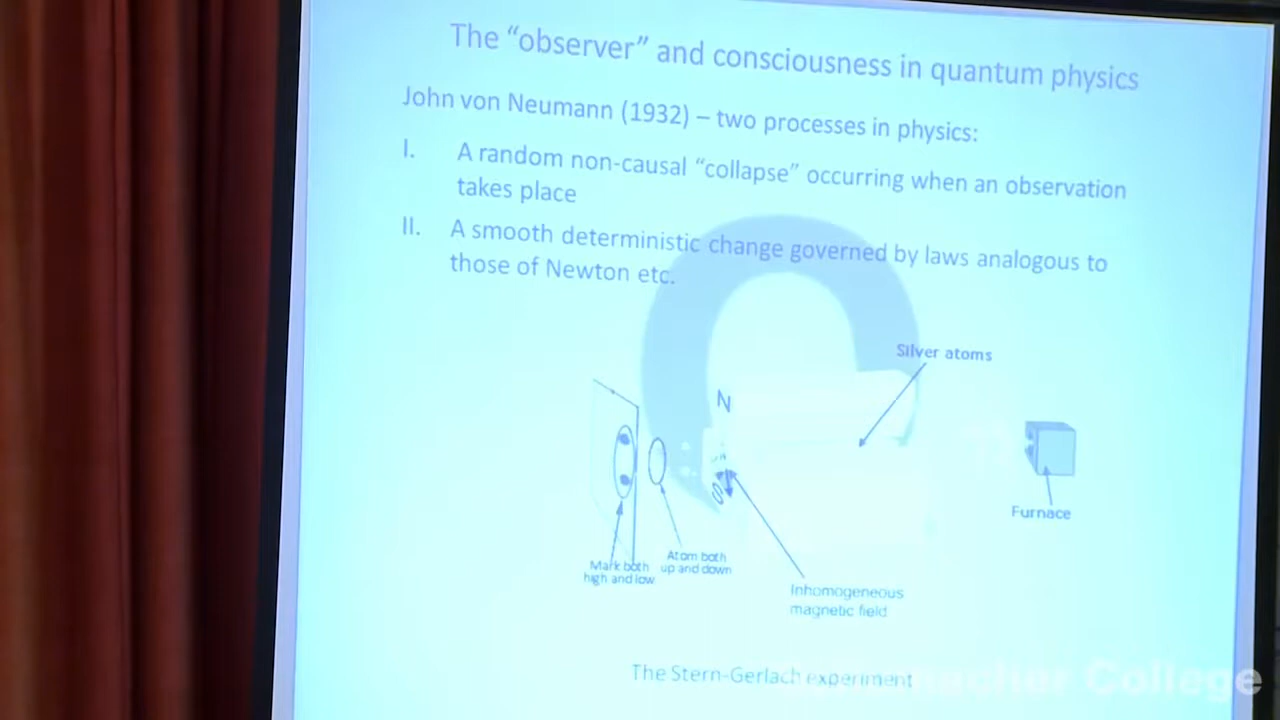 The "observer" and consciousness in quantum physics
John von Neumann (1932) – two processes in physics:
I. A random non-causal "collapse" occurring when an observation
takes place
II. A smooth deterministic change governed by laws analogous to
those of Newton etc.
Silver atoms
N
S
Furnace
Mark both
high and low
Atom both
up and down
Inhomogeneous
magnetic field
The Stern-Gerlach experiment
College